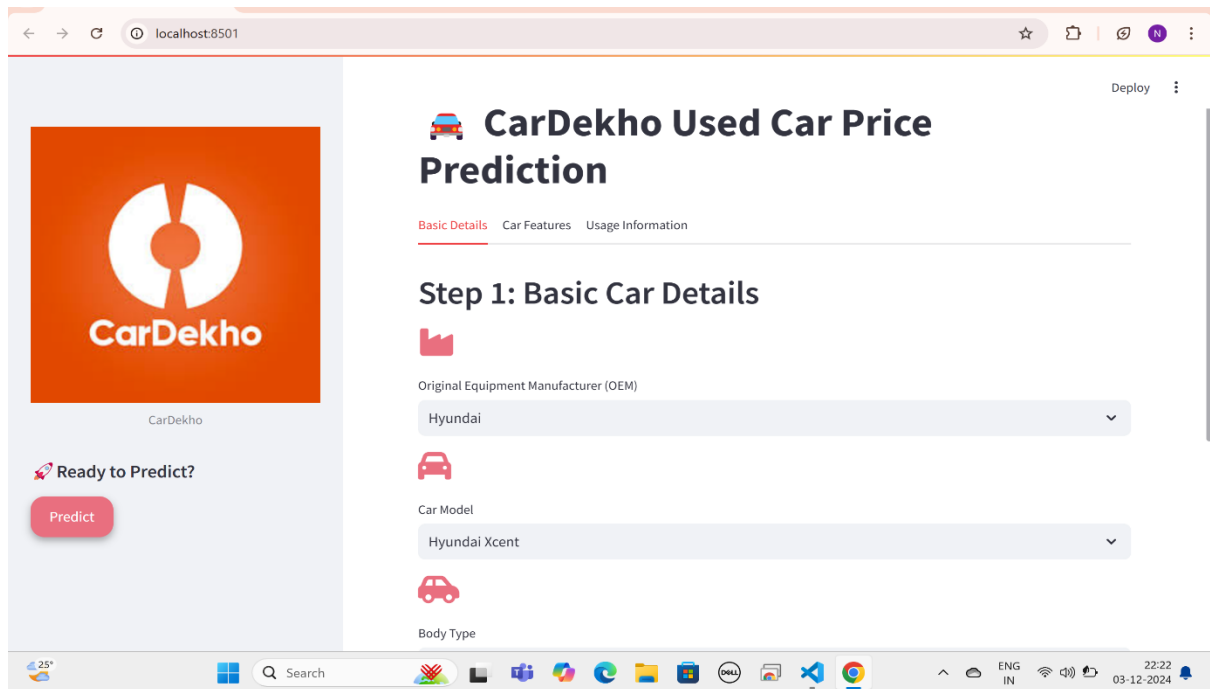 localhost:8501
N
Deploy
CarDekho Used Car Price
Prediction
Basic Details Car Features Usage Information
Step 1: Basic Car Details
Original Equipment Manufacturer (OEM)
Hyundai
Car Model
Hyundai Xcent
Body Type
CarDekho
CarDekho
Ready to Predict?
Predict
25°
Search
DELL
ENG
IN
22:22
03-12-2024